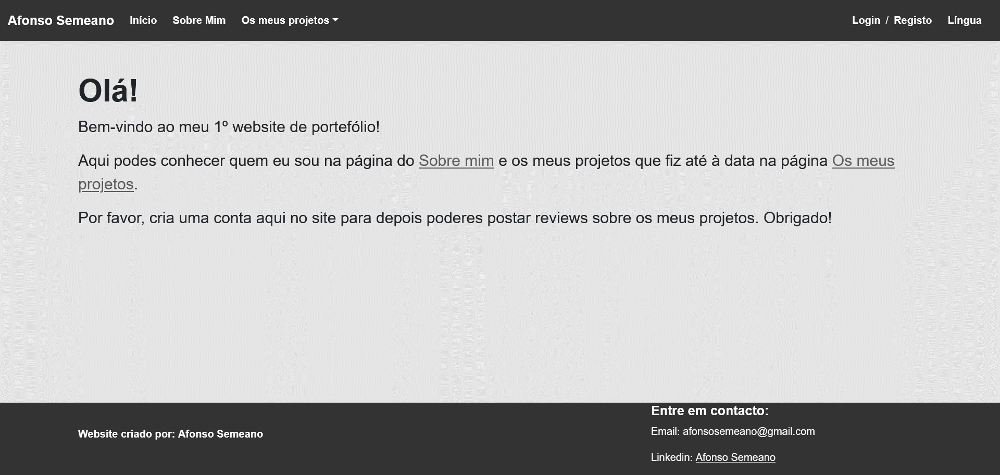 Afonso Semeano Início Sobre Mim Os meus projetos Login / Registo Língua
Olá!
Bem-vindo ao meu 1º website de portefólio!
Aqui podes conhecer quem eu sou na página do Sobre mim e os meus projetos que fiz até à data na página Os meus
projetos.
Por favor, cria uma conta aqui no site para depois poderes postar reviews sobre os meus projetos. Obrigado!
Website criado por: Afonso Semeano
Entre em contacto:
Email: afonsosemeano@gmail.com
Linkedin: Afonso Semeano